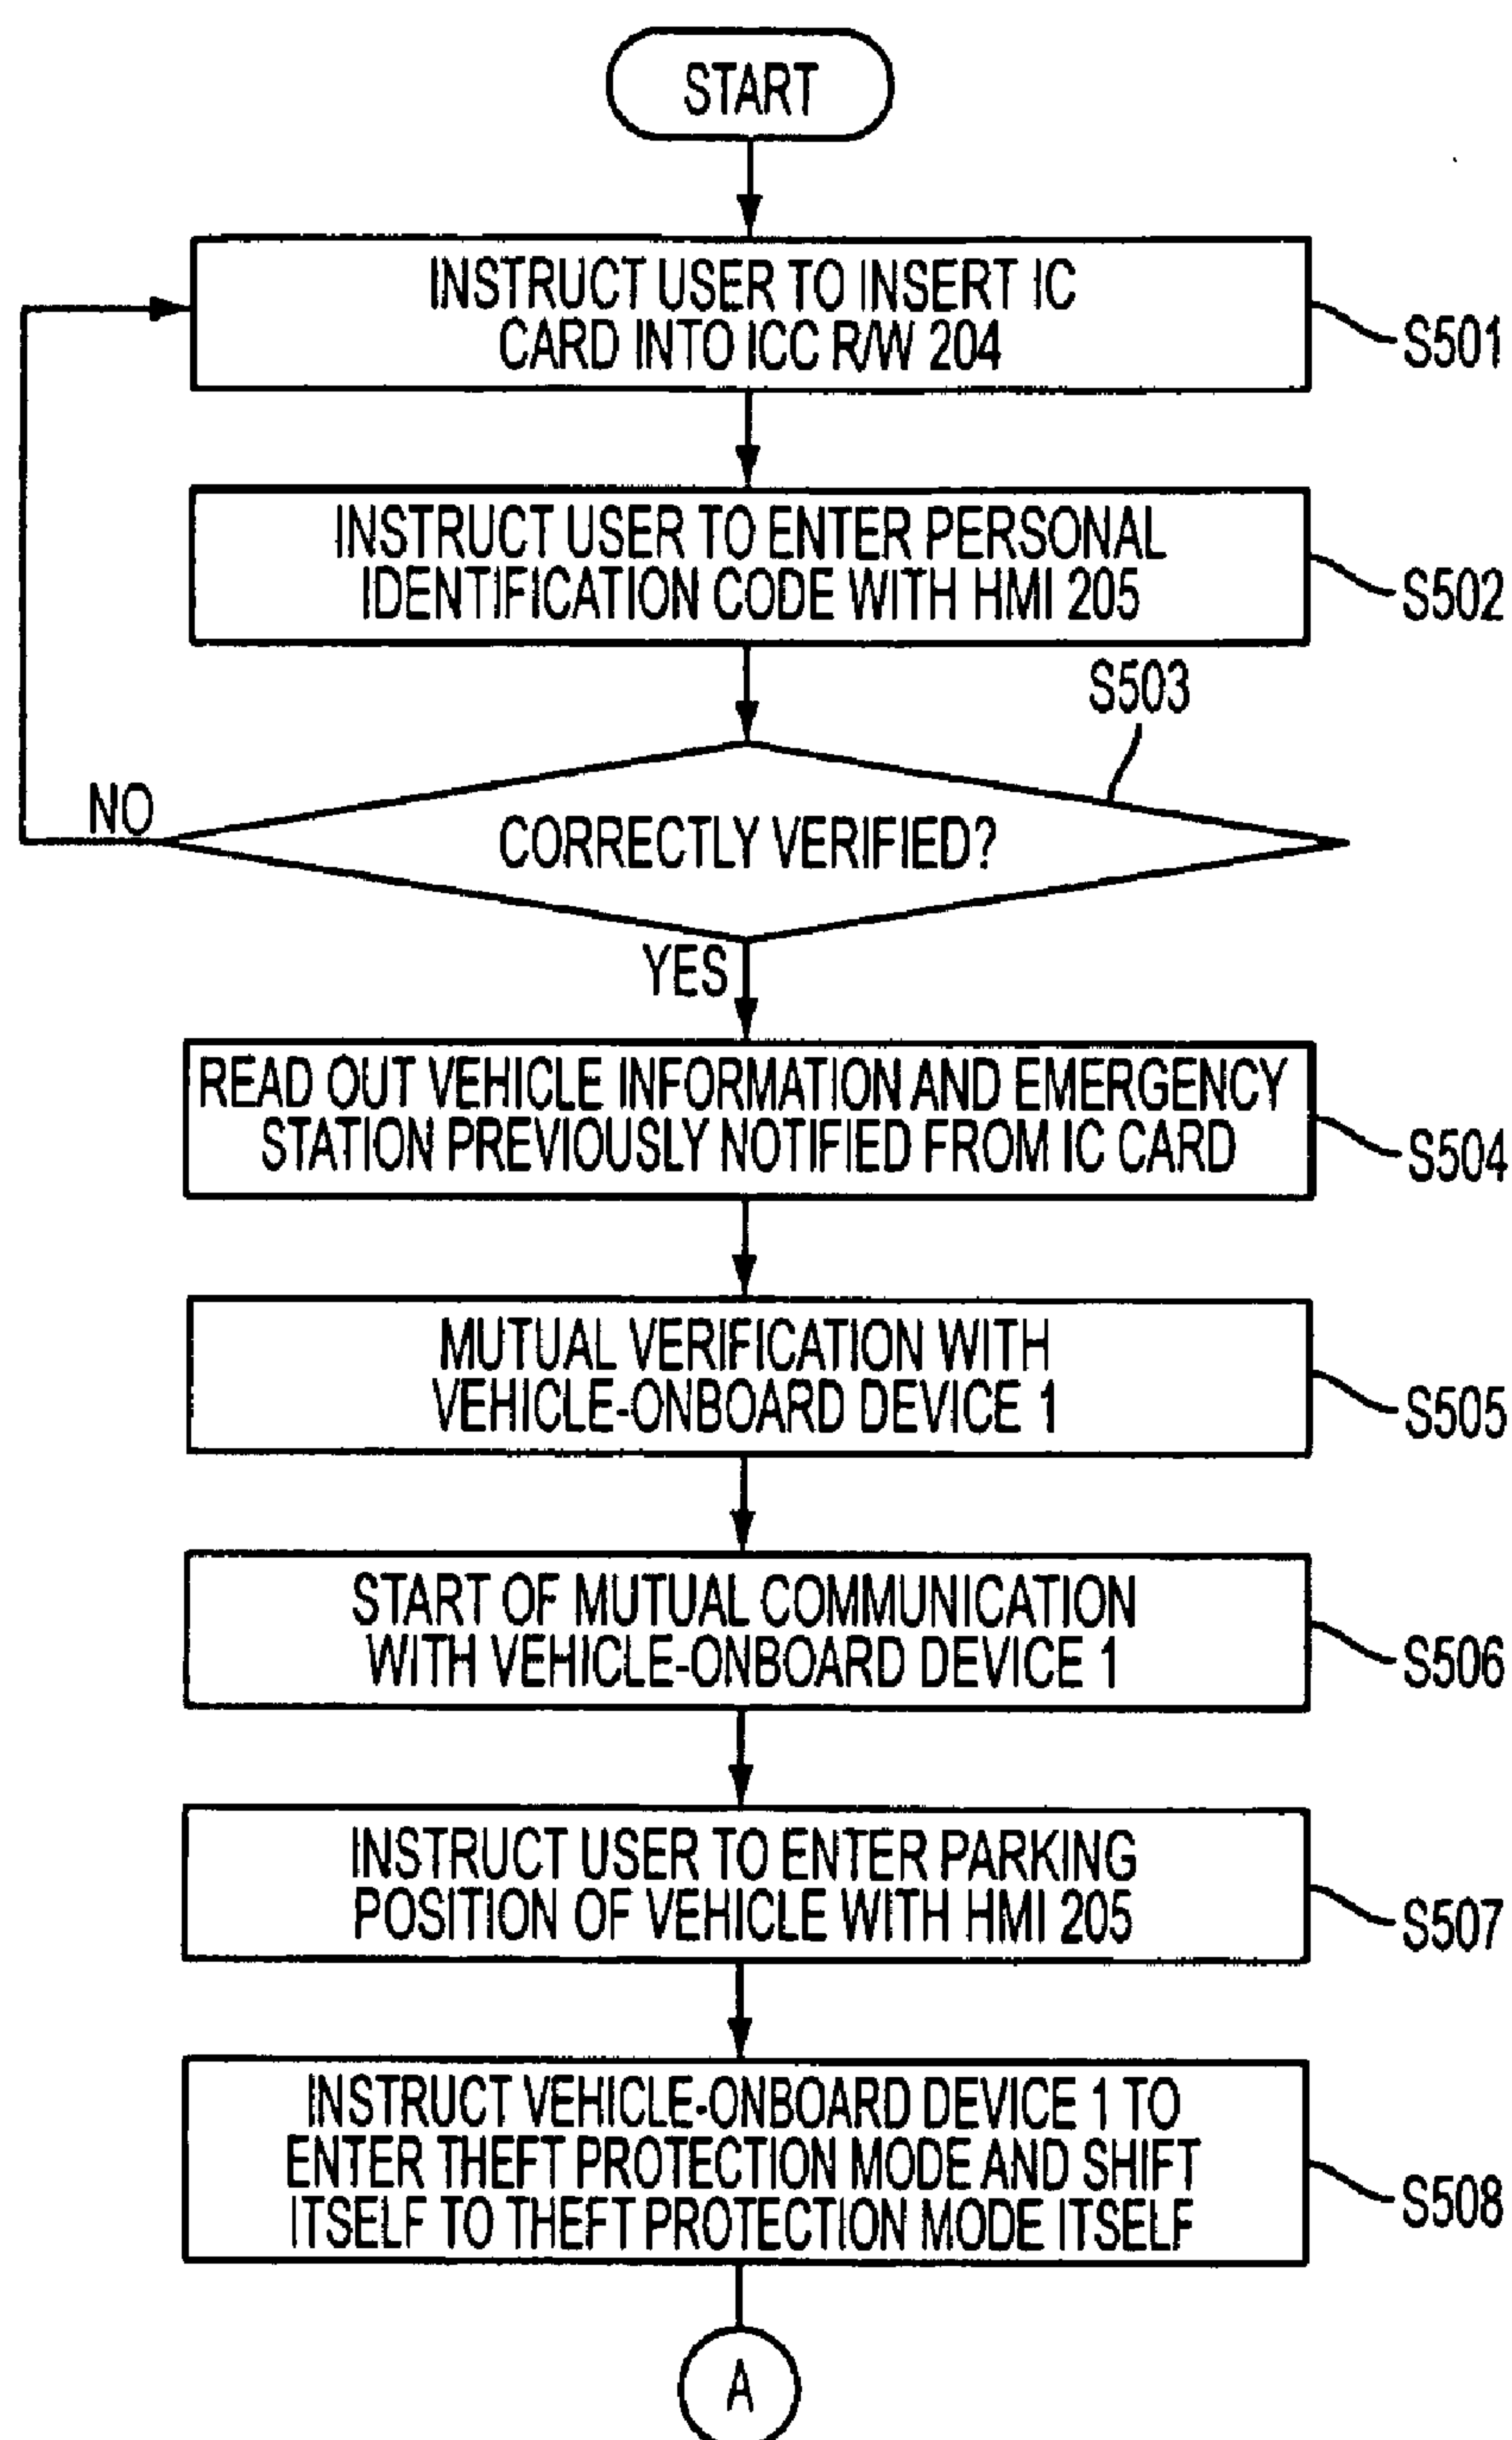 START
INSTRUCT USER TO INSERT IC
CARD INTO ICC R/W 204
S501
INSTRUCT USER TO ENTER PERSONAL
IDENTIFICATION CODE WITH HMI 205
S502
S503
NO
CORRECTLY VERIFIED?
YES
READ OUT VEHICLE INFORMATION AND EMERGENCY
STATION PREVIOUSLY NOTIFIED FROM IC CARD
S504
MUTUAL VERIFICATION WITH
VEHICLE-ONBOARD DEVICE 1
S505
START OF MUTUAL COMMUNICATION
WITH VEHICLE-ONBOARD DEVICE 1
S506
INSTRUCT USER TO ENTER PARKING
POSITION OF VEHICLE WITH HMI 205
S507
INSTRUCT VEHICLE-ONBOARD DEVICE 1 TO
ENTER THEFT PROTECTION MODE AND SHIFT
ITSELF TO THEFT PROTECTION MODE ITSELF
S508
A